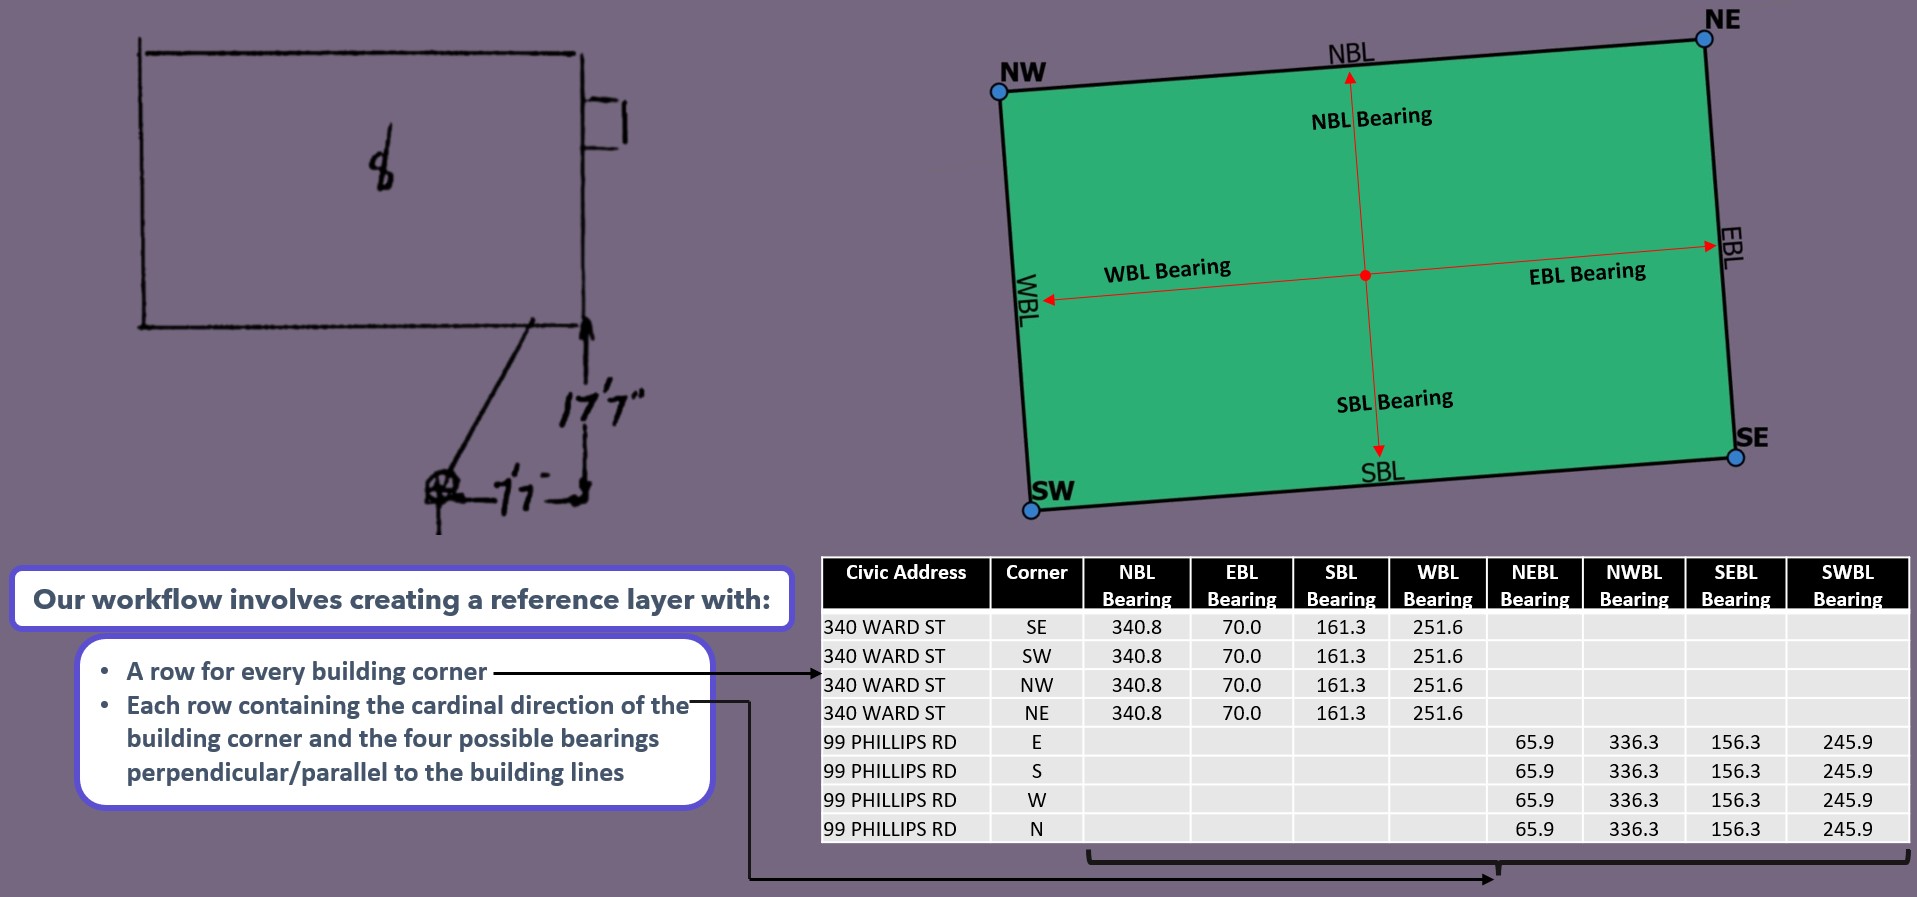 8
17'7"
7'7"
NW
NE
NBL
NBL Bearing
WBL
WBL Bearing
EBL Bearing
EBL
SBL Bearing
SBL
SW
SE
Our workflow involves creating a reference layer with:
• A row for every building corner
• Each row containing the cardinal direction of the
building corner and the four possible bearings
perpendicular/parallel to the building lines
Civic Address Corner NBL Bearing EBL Bearing SBL Bearing WBL Bearing NEBL Bearing NWBL Bearing SEBL Bearing SWBL Bearing
340 WARD ST SE 340.8 70.0 161.3 251.6
340 WARD ST SW 340.8 70.0 161.3 251.6
340 WARD ST NW 340.8 70.0 161.3 251.6
340 WARD ST NE 340.8 70.0 161.3 251.6
99 PHILLIPS RD E 65.9 336.3 156.3 245.9
99 PHILLIPS RD S 65.9 336.3 156.3 245.9
99 PHILLIPS RD W 65.9 336.3 156.3 245.9
99 PHILLIPS RD N 65.9 336.3 156.3 245.9